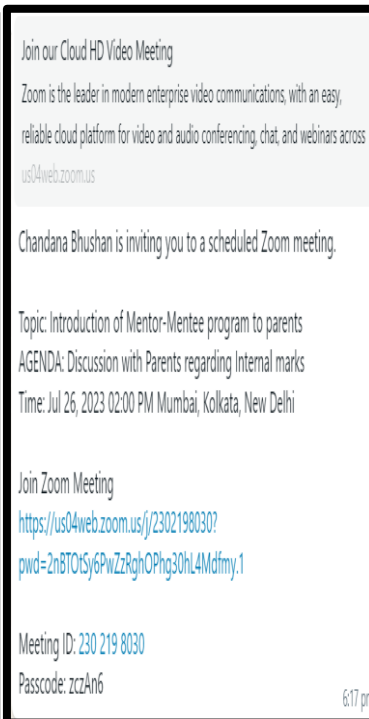 Join our Cloud HD Video Meeting
Zoom is the leader in modern enterprise video communications, with an easy,
reliable cloud platform for video and audio conferencing, chat, and webinars across
us04web.zoom.us
Chandana Bhushan is inviting you to a scheduled Zoom meeting.
Topic: Introduction of Mentor-Mentee program to parents
AGENDA: Discussion with Parents regarding Internal marks
Time: Jul 26, 2023 02:00 PM Mumbai, Kolkata, New Delhi
Join Zoom Meeting
https://us04web.zoom.us/j/2302198030?
pwd=2nBTOtSy6PwZzRghOPhg30hL4Mdfmy.1
Meeting ID: 230 219 8030
Passcode: zczAn6
6:17 pm